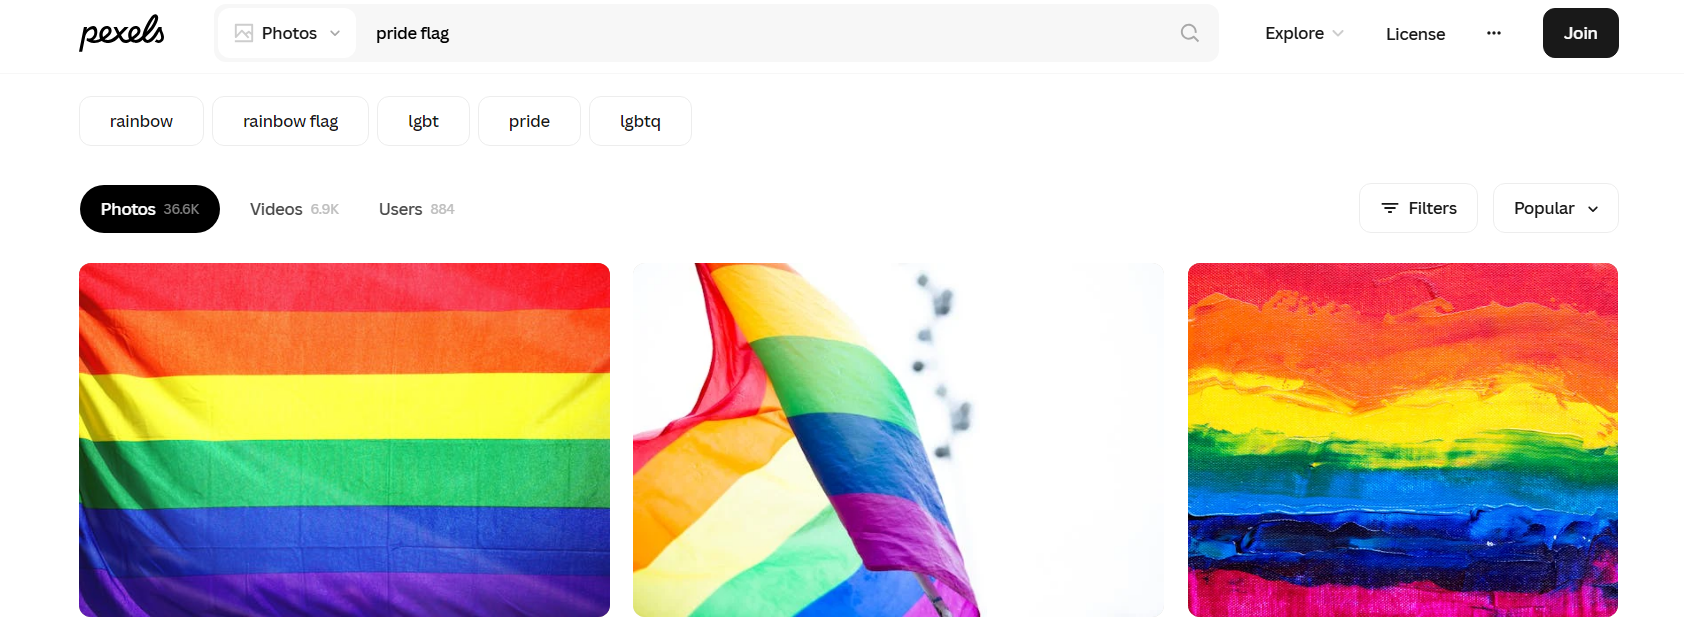 pexels Photos pride flag Explore License ... Join
rainbow rainbow flag lgbt pride lgbtq
Photos 36.6K Videos 6.9K Users 884 Filters Popular